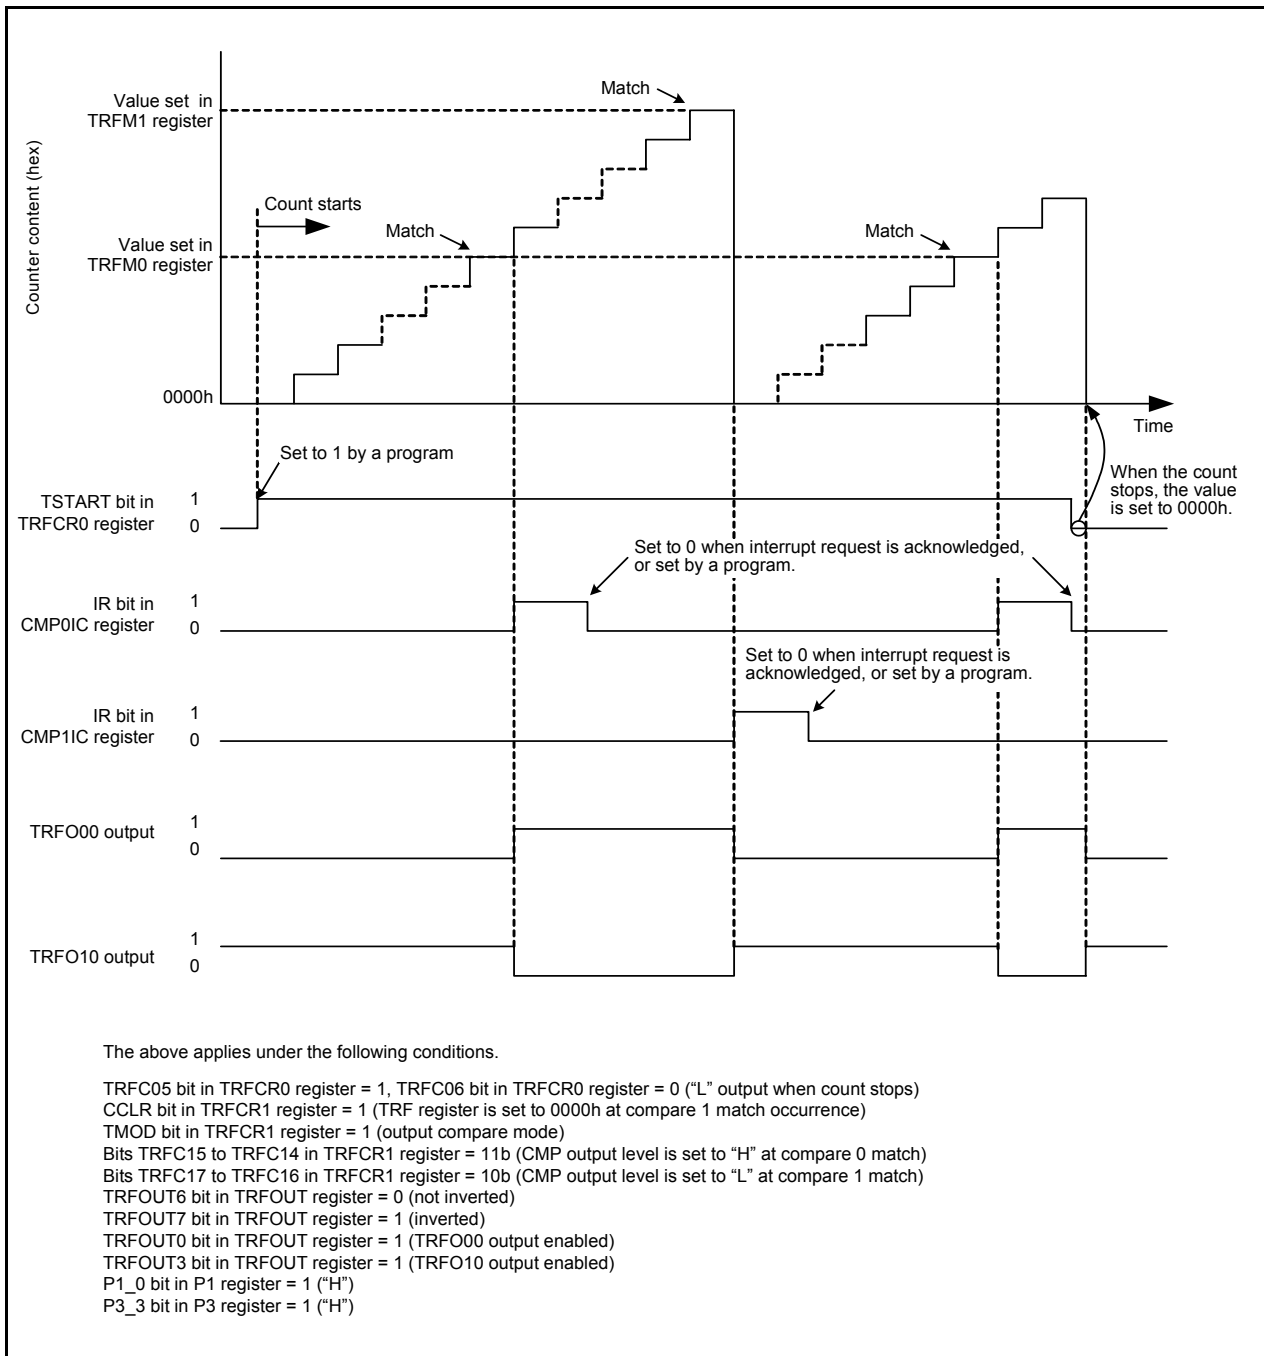 Counter content (hex)
Value set in
TRFM1 register
Match
Count starts
Value set in
TRFM0 register
Match
Match
0000h
Time
Set to 1 by a program
When the count
stops, the value
is set to 0000h.
TSTART bit in
TRFCR0 register
1
0
Set to 0 when interrupt request is acknowledged,
or set by a program.
IR bit in
CMP0IC register
1
0
Set to 0 when interrupt request is
acknowledged, or set by a program.
IR bit in
CMP1IC register
1
0
TRFO00 output
1
0
TRFO10 output
1
0
The above applies under the following conditions.
TRFC05 bit in TRFCR0 register = 1, TRFC06 bit in TRFCR0 register = 0 (“L” output when count stops)
CCLR bit in TRFCR1 register = 1 (TRF register is set to 0000h at compare 1 match occurrence)
TMOD bit in TRFCR1 register = 1 (output compare mode)
Bits TRFC15 to TRFC14 in TRFCR1 register = 11b (CMP output level is set to “H” at compare 0 match)
Bits TRFC17 to TRFC16 in TRFCR1 register = 10b (CMP output level is set to “L” at compare 1 match)
TRFOUT6 bit in TRFOUT register = 0 (not inverted)
TRFOUT7 bit in TRFOUT register = 1 (inverted)
TRFOUT0 bit in TRFOUT register = 1 (TRFO00 output enabled)
TRFOUT3 bit in TRFOUT register = 1 (TRFO10 output enabled)
P1_0 bit in P1 register = 1 (“H”)
P3_3 bit in P3 register = 1 (“H”)